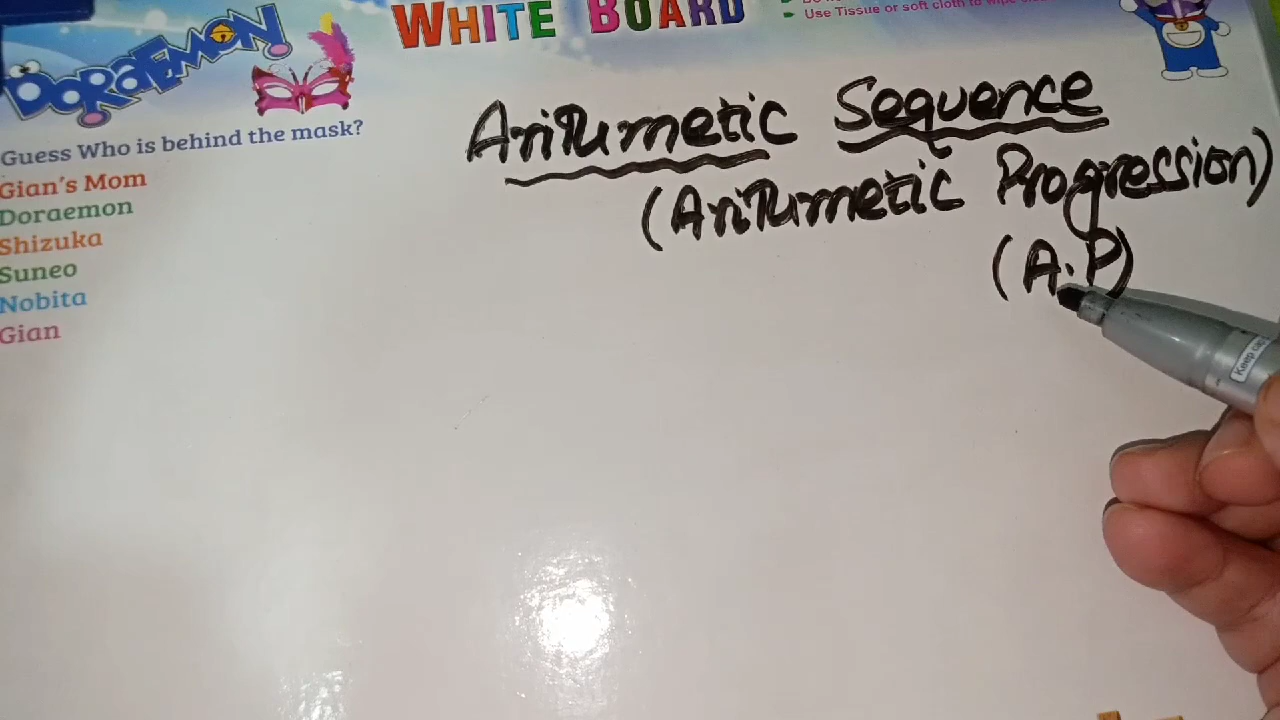 DORAEMON
WHITE BOARD
Use Tissue or soft cloth to wipe
Guess Who is behind the mask?
Gian's Mom
Doraemon
Shizuka
Suneo
Nobita
Gian
Arithmetic Sequence
(Arithmetic Progression)
(A.P)
Keep